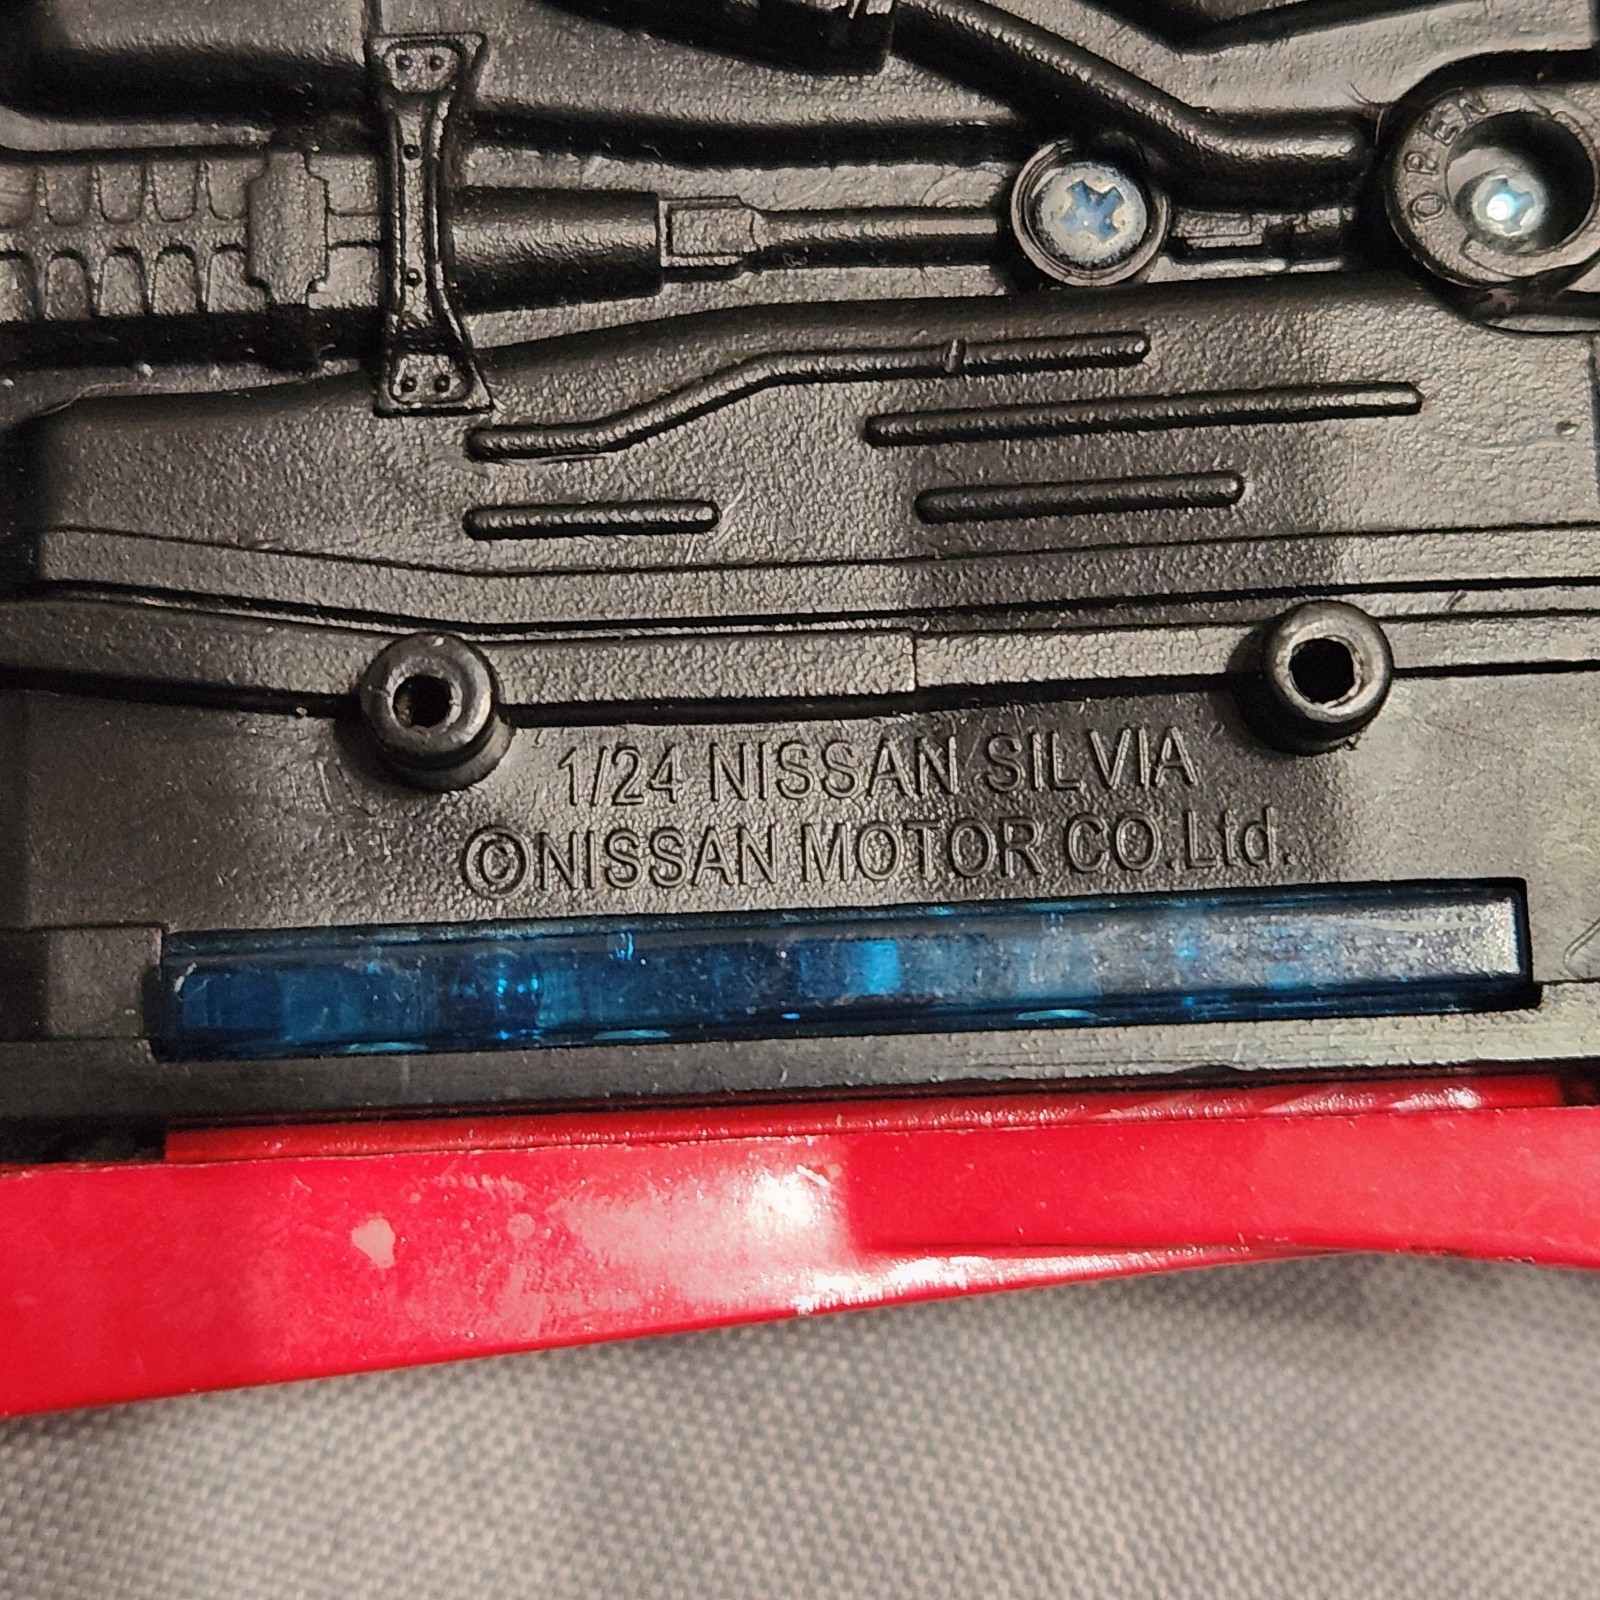 OPEN
1/24 NISSAN SILVIA
©NISSAN MOTOR CO.Ltd.